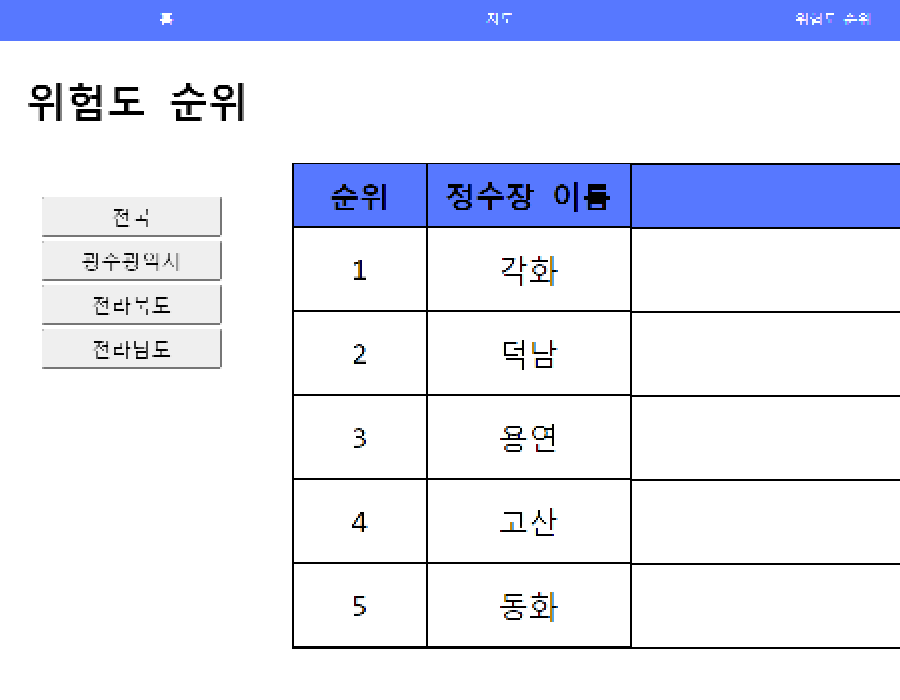 홈 지도 위험도 순위
위험도 순위
전국
광주광역시
전라북도
전라남도
순위 정수장 이름
1 각화
2 덕남
3 용연
4 고산
5 동화